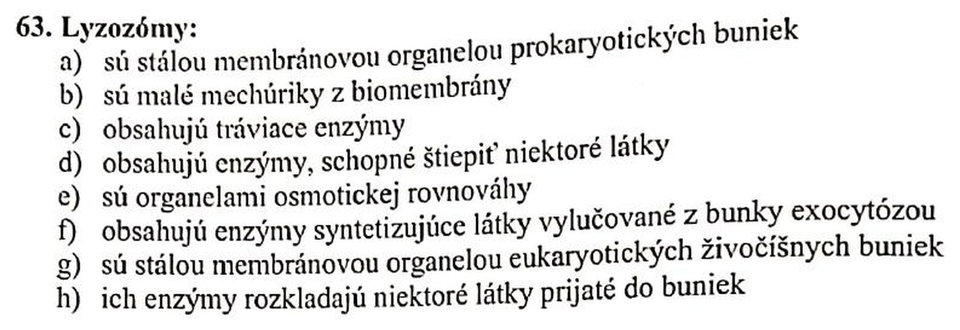 63. Lyzozómy:
a) sú stálou membránovou organelou prokaryotických buniek
b) sú malé mechúriky z biomembrány
c) obsahujú tráviace enzýmy
d) obsahujú enzýmy, schopné štiepiť niektoré látky
e) sú organelami osmotickej rovnováhy
f) obsahujú enzýmy syntetizujúce látky vylučované z bunky exocytózou
g) sú stálou membránovou organelou eukaryotických živočíšnych buniek
h) ich enzýmy rozkladajú niektoré látky prijaté do buniek